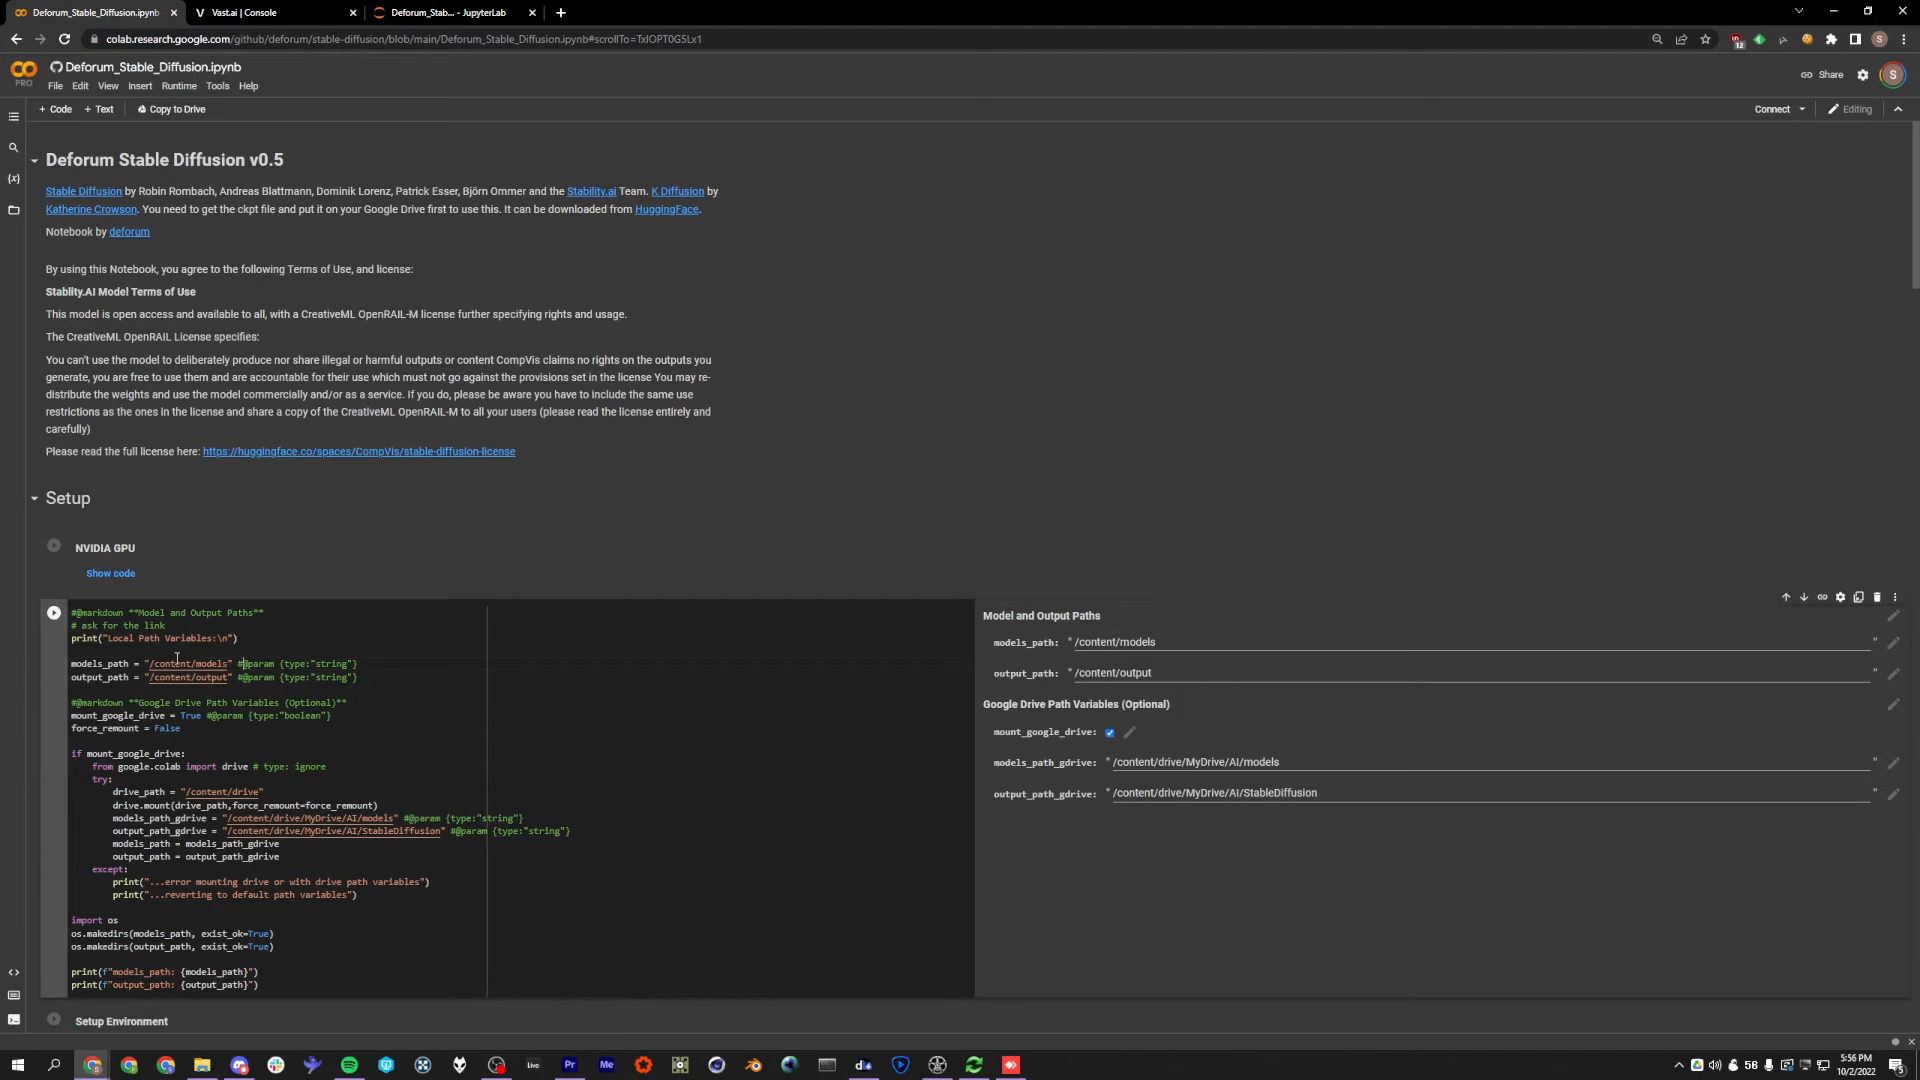 Deforum_Stable_Diffusion.ipynb
Vast.ai | Console
Deforum_Stab... - JupyterLab
colab.research.google.com/github/deforum/stable-diffusion/blob/main/Deforum_Stable_Diffusion.ipynb#scrollTo=TxIOPT0G5Lx1
12
S
PRO
Deforum_Stable_Diffusion.ipynb
File Edit View Insert Runtime Tools Help
Share
S
+ Code + Text Copy to Drive
Connect
Editing
Deforum Stable Diffusion v0.5
Stable Diffusion by Robin Rombach, Andreas Blattmann, Dominik Lorenz, Patrick Esser, Björn Ommer and the Stability.ai Team. K Diffusion by
Katherine Crowson. You need to get the ckpt file and put it on your Google Drive first to use this. It can be downloaded from HuggingFace.
Notebook by deforum
By using this Notebook, you agree to the following Terms of Use, and license:
Stablity.AI Model Terms of Use
This model is open access and available to all, with a CreativeML OpenRAIL-M license further specifying rights and usage.
The CreativeML OpenRAIL License specifies:
You can't use the model to deliberately produce nor share illegal or harmful outputs or content CompVis claims no rights on the outputs you
generate, you are free to use them and are accountable for their use which must not go against the provisions set in the license You may re-
distribute the weights and use the model commercially and/or as a service. If you do, please be aware you have to include the same use
restrictions as the ones in the license and share a copy of the CreativeML OpenRAIL-M to all your users (please read the license entirely and
carefully)
Please read the full license here: https://huggingface.co/spaces/CompVis/stable-diffusion-license
Setup
NVIDIA GPU
Show code
#@markdown **Model and Output Paths**
# ask for the link
print("Local Path Variables:\n")
models_path = "/content/models" #@param {type:"string"}
output_path = "/content/output" #@param {type:"string"}
#@markdown **Google Drive Path Variables (Optional)**
mount_google_drive = True #@param {type:"boolean"}
force_remount = False
if mount_google_drive:
from google.colab import drive # type: ignore
try:
drive_path = "/content/drive"
drive.mount(drive_path,force_remount=force_remount)
models_path_gdrive = "/content/drive/MyDrive/AI/models" #@param {type:"string"}
output_path_gdrive = "/content/drive/MyDrive/AI/StableDiffusion" #@param {type:"string"}
models_path = models_path_gdrive
output_path = output_path_gdrive
except:
print("...error mounting drive or with drive path variables")
print("...reverting to default path variables")
import os
os.makedirs(models_path, exist_ok=True)
os.makedirs(output_path, exist_ok=True)
print(f"models_path: {models_path}")
print(f"output_path: {output_path}")
Model and Output Paths
models_path: "/content/models"
output_path: "/content/output"
Google Drive Path Variables (Optional)
mount_google_drive:
models_path_gdrive: "/content/drive/MyDrive/AI/models"
output_path_gdrive: "/content/drive/MyDrive/AI/StableDiffusion"
Setup Environment
Live
Pr
Me
58
5:56 PM
10/2/2022
5